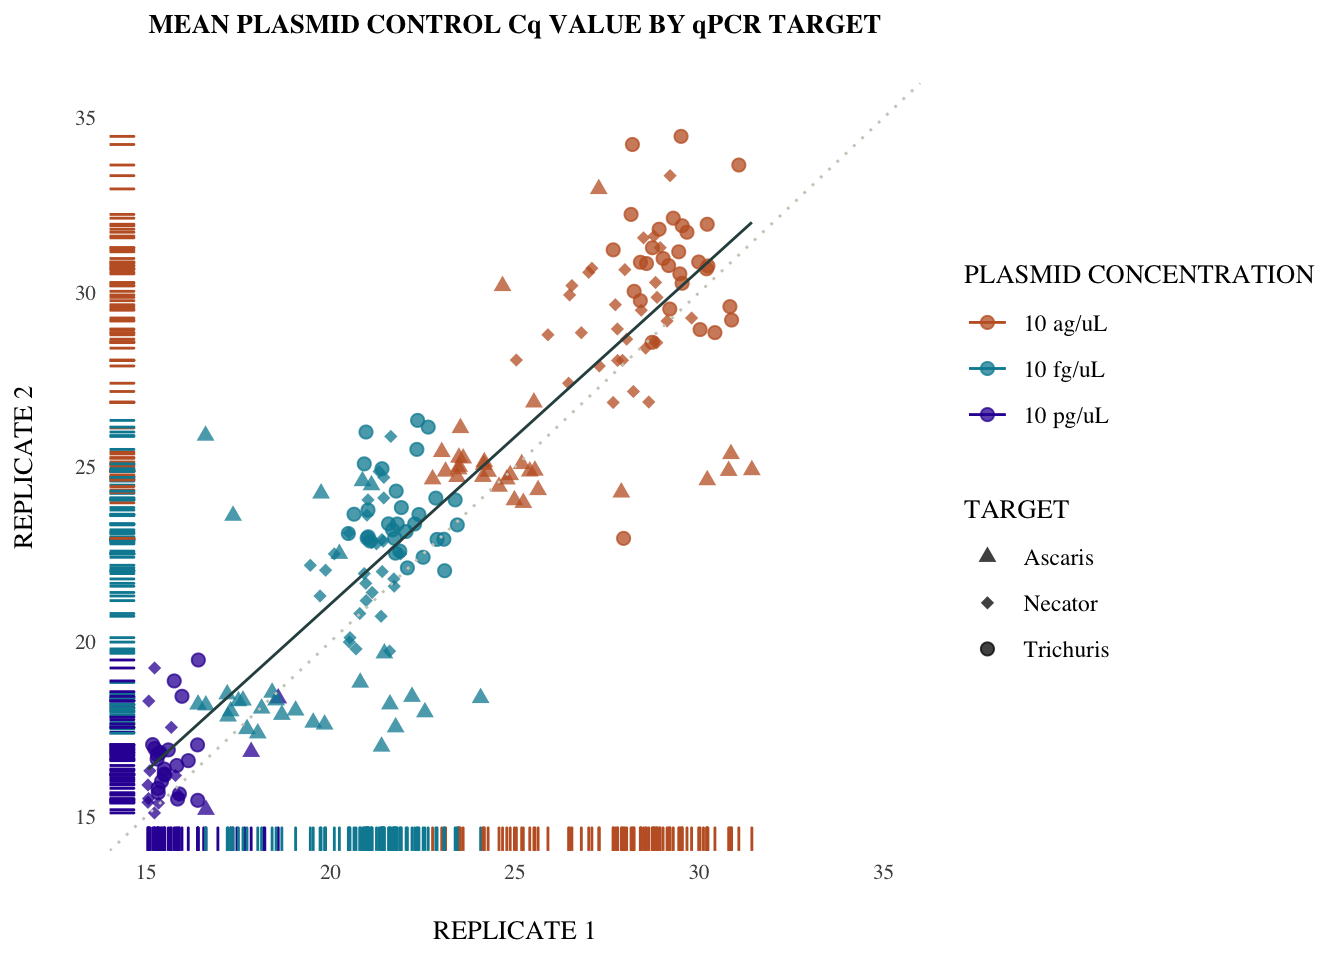 MEAN PLASMID CONTROL Cq VALUE BY qPCR TARGET
REPLICATE 2
35
30
25
20
15
15 20 25 30 35
REPLICATE 1
PLASMID CONCENTRATION
10 ag/uL
10 fg/uL
10 pg/uL
TARGET
Ascaris
Necator
Trichuris